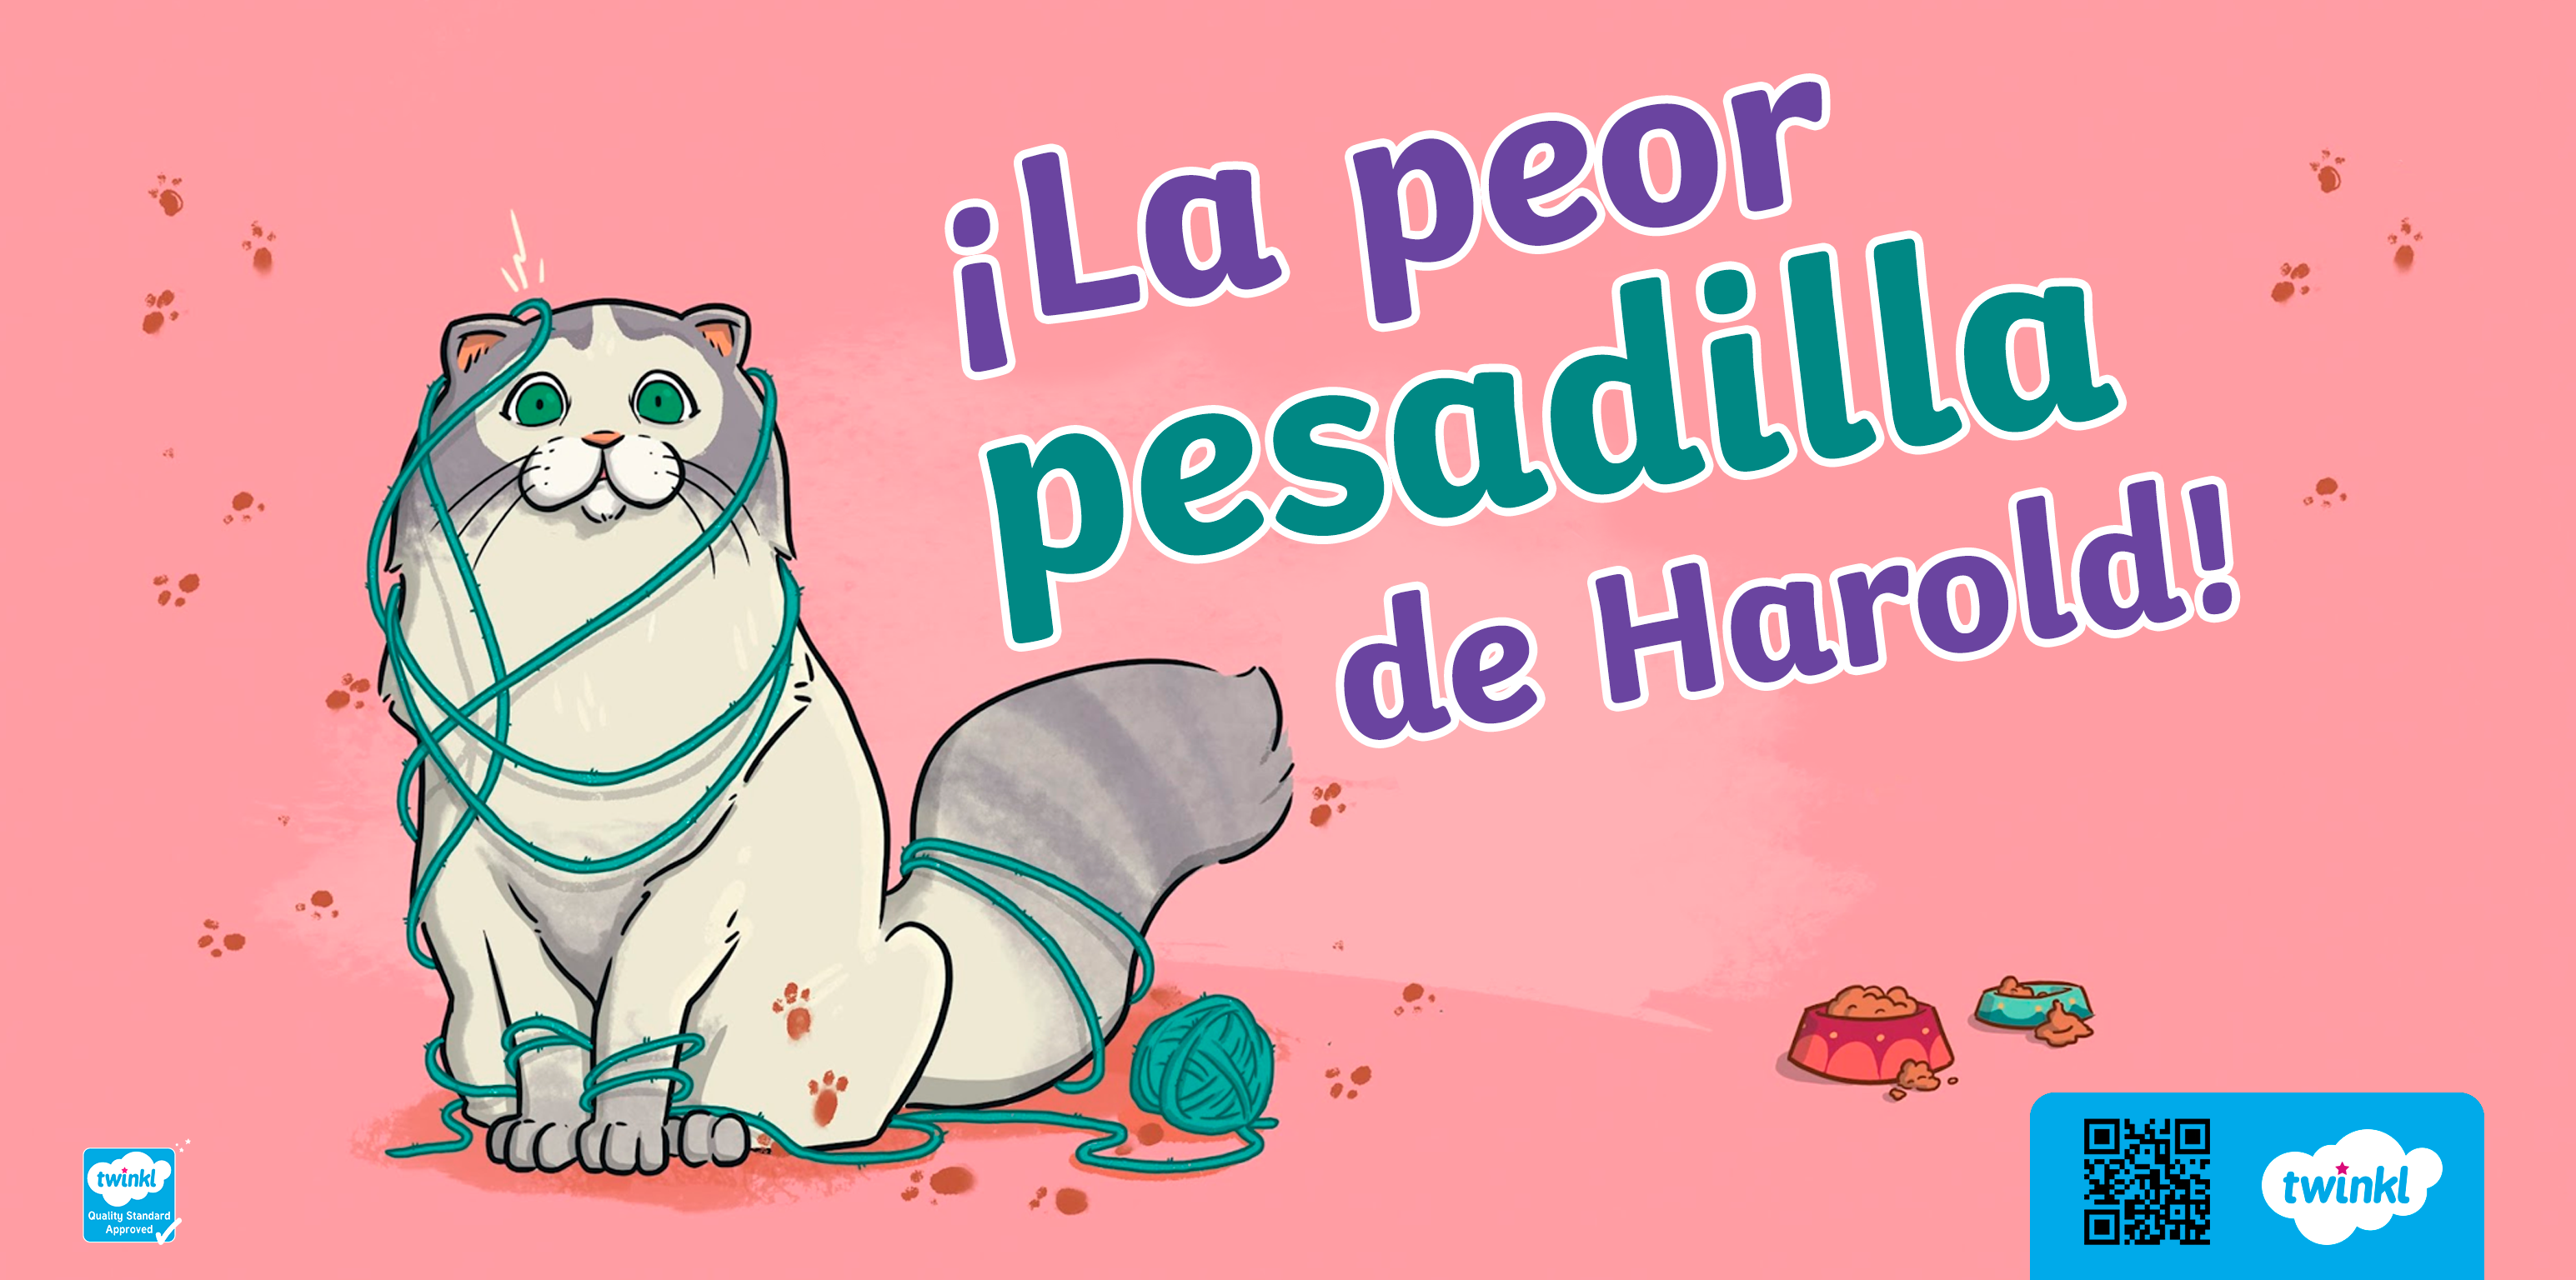 ¡La peor
pesadilla
de Harold!
twinkl
Quality Standard
Approved
twinkl